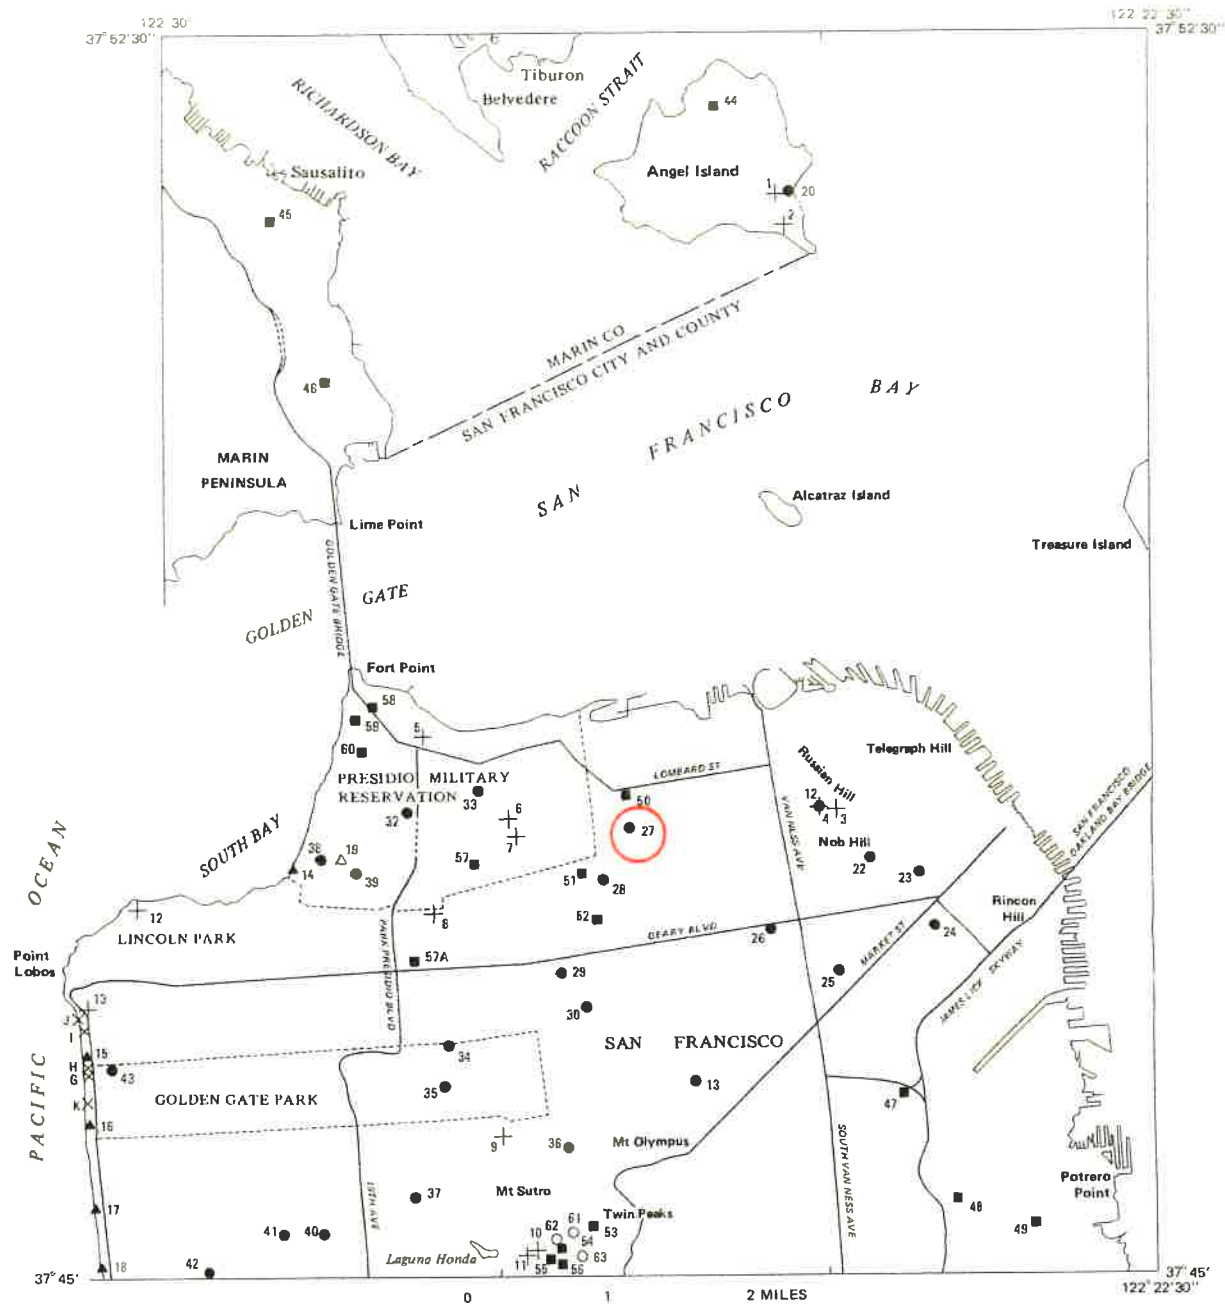 122 30'
122 22'30"
37°52'30"
37°52'30"
Tiburon
Belvedere
RICHARDSON BAY
RACCOON STRAIT
44
Angel Island
Sausalito
1
20
2
45
MARIN CO
SAN FRANCISCO CITY AND COUNTY
46
SAN FRANCISCO BAY
MARIN
PENINSULA
Alcatraz Island
Lime Point
Treasure Island
GOLDEN GATE BRIDGE
GOLDEN GATE
Fort Point
58
59
5
60
Telegraph Hill
Russian Hill
LOMBARD ST
PRESIDIO MILITARY
RESERVATION
33
50
12
4
3
6
32
27
7
VAN NESS AVE
Nob Hill
SAN FRANCISCO
OAKLAND BAY BRIDGE
SOUTH BAY
38
19
14
39
57
51
28
22
23
OCEAN
12
8
52
Rincon
Hill
LINCOLN PARK
PARK PRESIDIO BLVD
GEARY BLVD
26
MARKET ST
24
Point
Lobos
57A
29
25
JAMES LICK SKYWAY
13
J
I
30
SAN FRANCISCO
15
34
H
G
43
35
13
47
K
GOLDEN GATE PARK
16
PACIFIC
9
36
Mt Olympus
SOUTH VAN NESS AVE
Potrero
Point
19TH AVE
37
Mt Sutro
48
17
Twin Peaks
49
41
40
62
61
53
10
54
Laguna Honda
11
63
55
56
18
42
37°45'
37°45'
122°22'30"
0
1
2 MILES